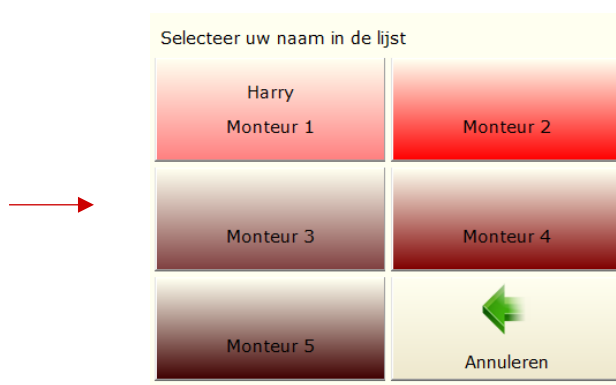 Selecteer uw naam in de lijst
Harry
Monteur 1
Monteur 2
Monteur 3
Monteur 4
Monteur 5
Annuleren